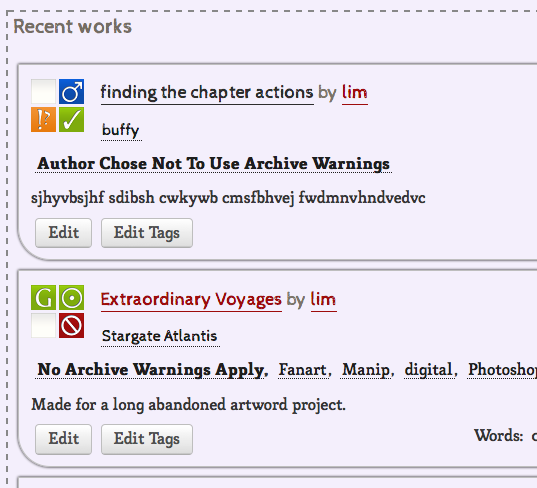 Recent works
finding the chapter actions by lim
!?
buffy
Author Chose Not To Use Archive Warnings
sjhyvbsjhf sdibsh cwkywb cmsfbhvej fwdmnvhndvedvc
Edit Edit Tags
G
Extraordinary Voyages by lim
Stargate Atlantis
No Archive Warnings Apply, Fanart, Manip, digital,
Made for a long abandoned artword project.
Words:
Edit Edit Tags